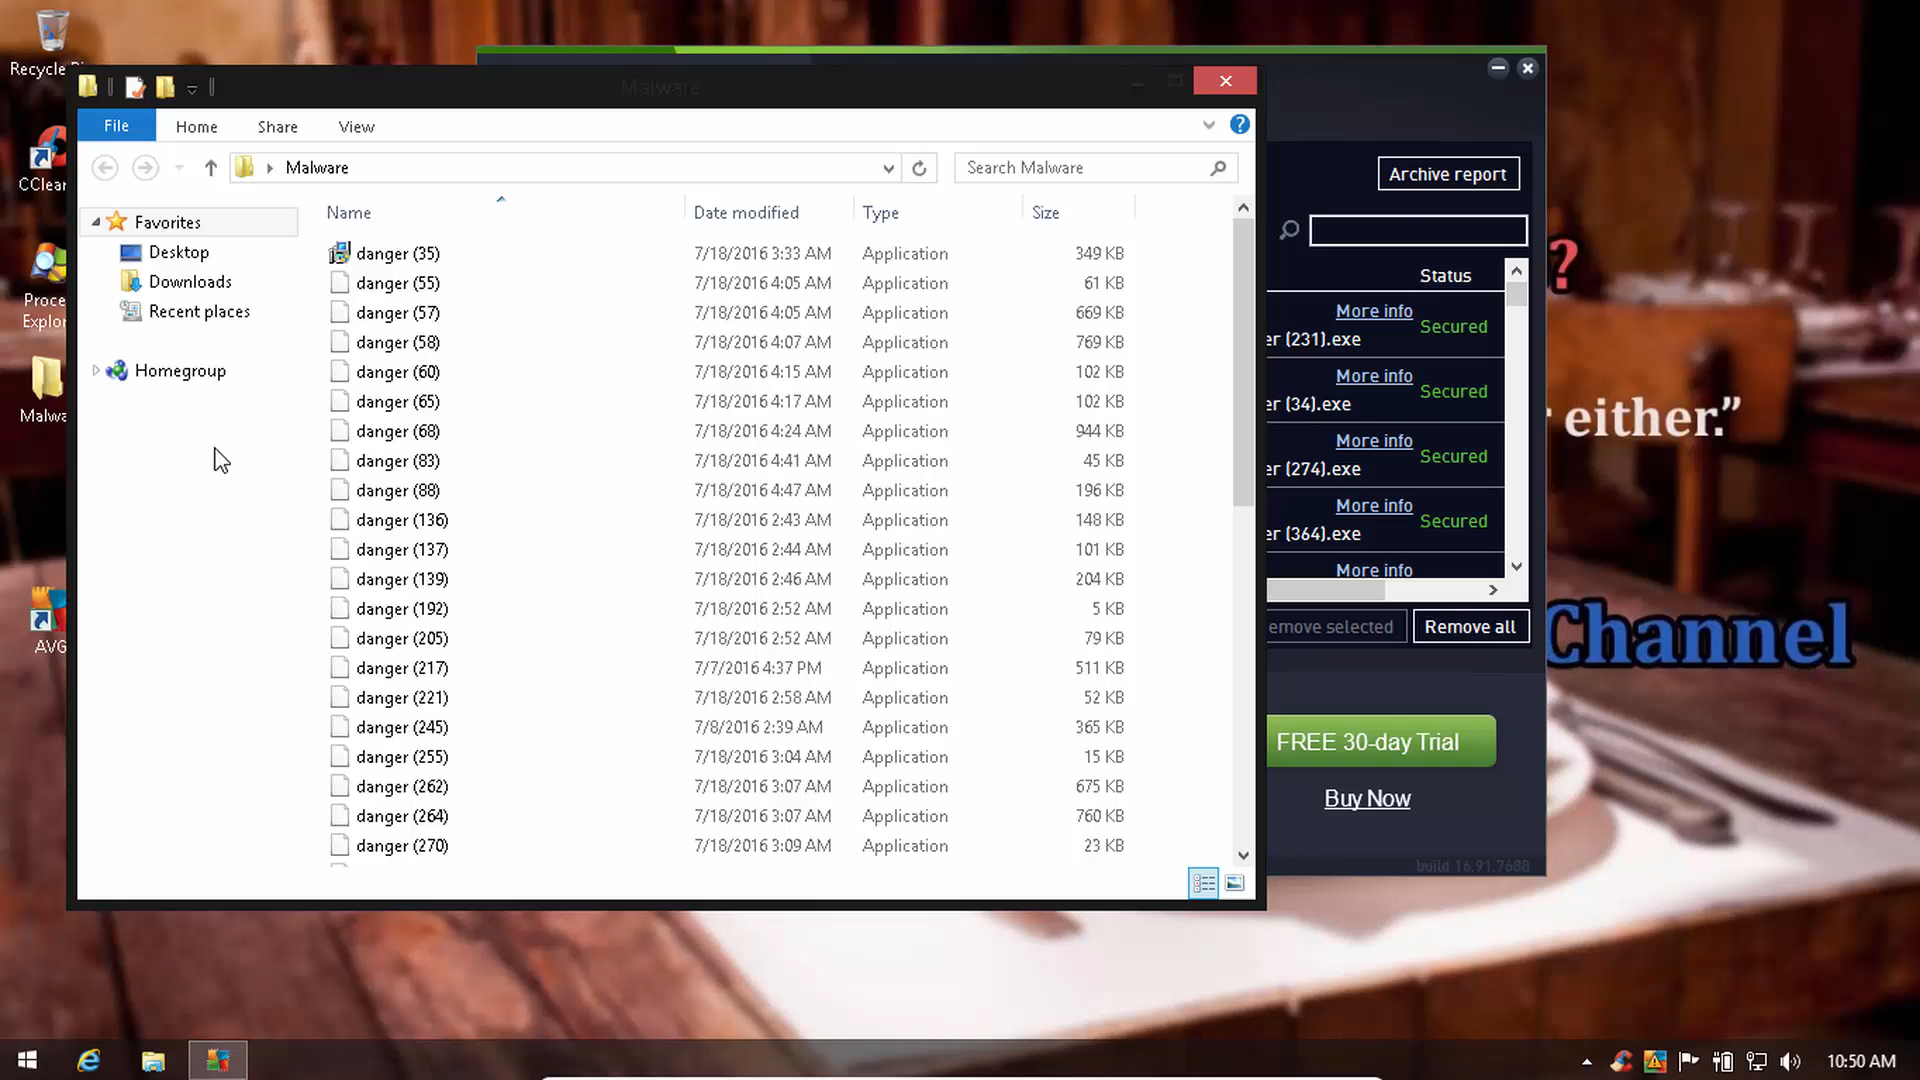 Recycle
CClea
Proce
Explor
Malwa
AVG
Malware
File
Home
Share
View
Malware
Search Malware
Favorites
Desktop
Downloads
Recent places
Homegroup
Name Date modified Type Size
danger (35) 7/18/2016 3:33 AM Application 349 KB
danger (55) 7/18/2016 4:05 AM Application 61 KB
danger (57) 7/18/2016 4:05 AM Application 669 KB
danger (58) 7/18/2016 4:07 AM Application 769 KB
danger (60) 7/18/2016 4:15 AM Application 102 KB
danger (65) 7/18/2016 4:17 AM Application 102 KB
danger (68) 7/18/2016 4:24 AM Application 944 KB
danger (83) 7/18/2016 4:41 AM Application 45 KB
danger (88) 7/18/2016 4:47 AM Application 196 KB
danger (136) 7/18/2016 2:43 AM Application 148 KB
danger (137) 7/18/2016 2:44 AM Application 101 KB
danger (139) 7/18/2016 2:46 AM Application 204 KB
danger (192) 7/18/2016 2:52 AM Application 5 KB
danger (205) 7/18/2016 2:52 AM Application 79 KB
danger (217) 7/7/2016 4:37 PM Application 511 KB
danger (221) 7/18/2016 2:58 AM Application 52 KB
danger (245) 7/8/2016 2:39 AM Application 365 KB
danger (255) 7/18/2016 3:04 AM Application 15 KB
danger (262) 7/18/2016 3:07 AM Application 675 KB
danger (264) 7/18/2016 3:07 AM Application 760 KB
danger (270) 7/18/2016 3:09 AM Application 23 KB
Archive report
Status
More info
er (231).exe Secured
More info
er (34).exe Secured
More info
er (274).exe Secured
More info
er (364).exe Secured
More info
emove selected
Remove all
FREE 30-day Trial
Buy Now
build 16.91.7688
?
either.”
Channel
10:50 AM